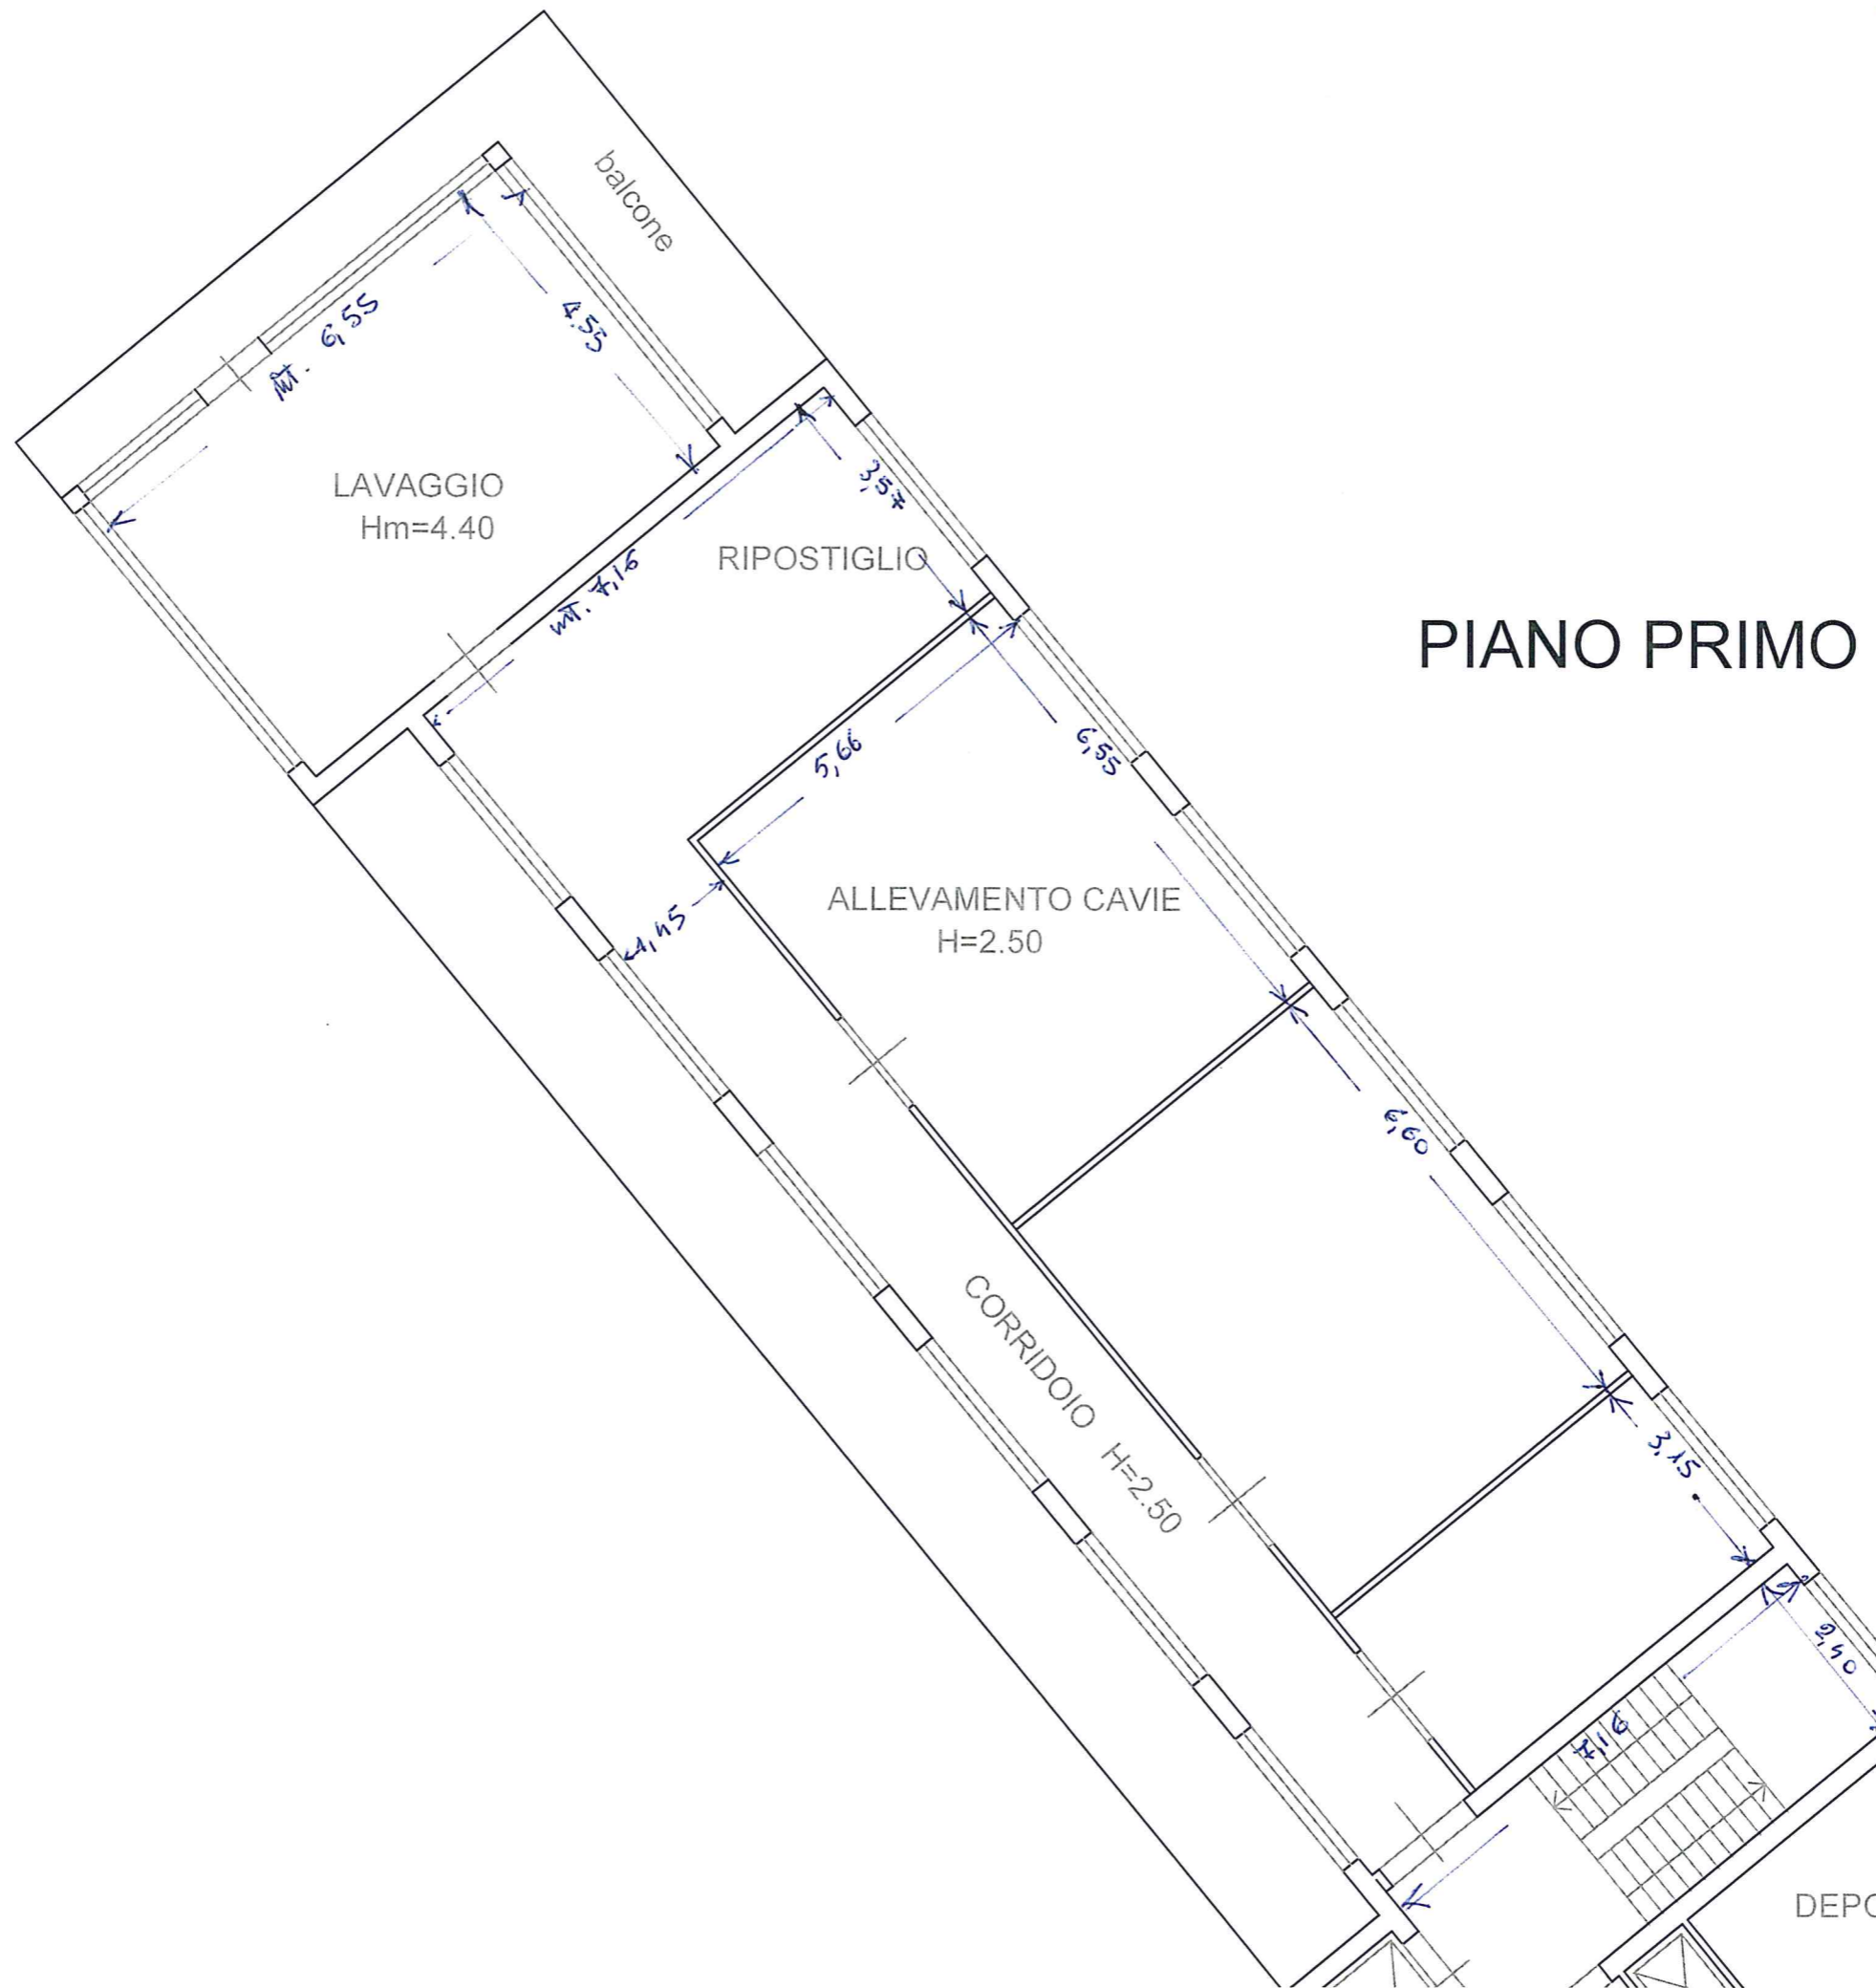 balcone
4.55
mt. 6,55
LAVAGGIO
Hm=4.40
3,57
RIPOSTIGLIO
mt. 7,16
PIANO PRIMO
5,66
6,55
ALLEVAMENTO CAVIE
H=2.50
1,45
6,60
CORRIDOIO H=2.50
3,15
2,40
7,16
DEPO